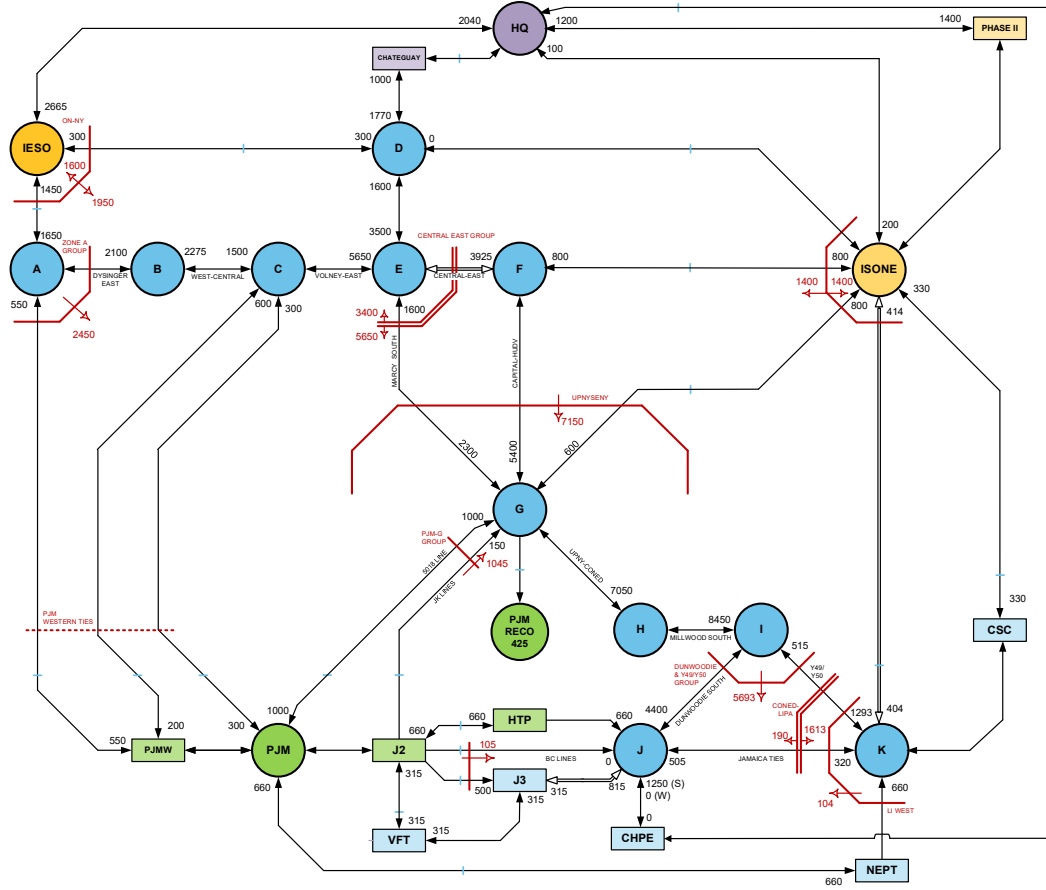 2040
HQ
1200
1400
PHASE II
100
CHATEGUAY
1000
2665
ON-NY
1770
IESO
300
300
D
0
1600
1450
1950
1600
200
1650
ZONE A
GROUP
3500
CENTRAL EAST GROUP
A
2100
B
2275
1500
C
5650
E
3925
F
800
800
ISONE
DYSINGER
EAST
WEST-CENTRAL
VOLNEY-EAST
CENTRAL-EAST
550
600
300
1600
1400
1400
800
330
414
2450
3400
5650
MARCY SOUTH
CAPITAL-HUDV
UPNYSENY
7150
2300
5400
600
G
1000
PJM-G
GROUP
150
1045
5018 LINE
JK LINES
UPNY-CONED
7050
PJM
WESTERN TIES
PJM
RECO
425
H
8450
MILLWOOD SOUTH
I
515
330
CSC
DUNWOODIE
& Y49/Y50
GROUP
5693
Y49/
Y50
DUNWOODIE SOUTH
CONED-
LIPA
4400
1293
404
550
200
PJMW
300
1000
PJM
660
J2
660
HTP
660
105
BC LINES
0
J
505
190
1613
JAMAICA TIES
320
K
315
500
J3
315
815
1250 (S)
0 (W)
660
660
104
LI WEST
315
VFT
315
315
0
CHPE
660
NEPT